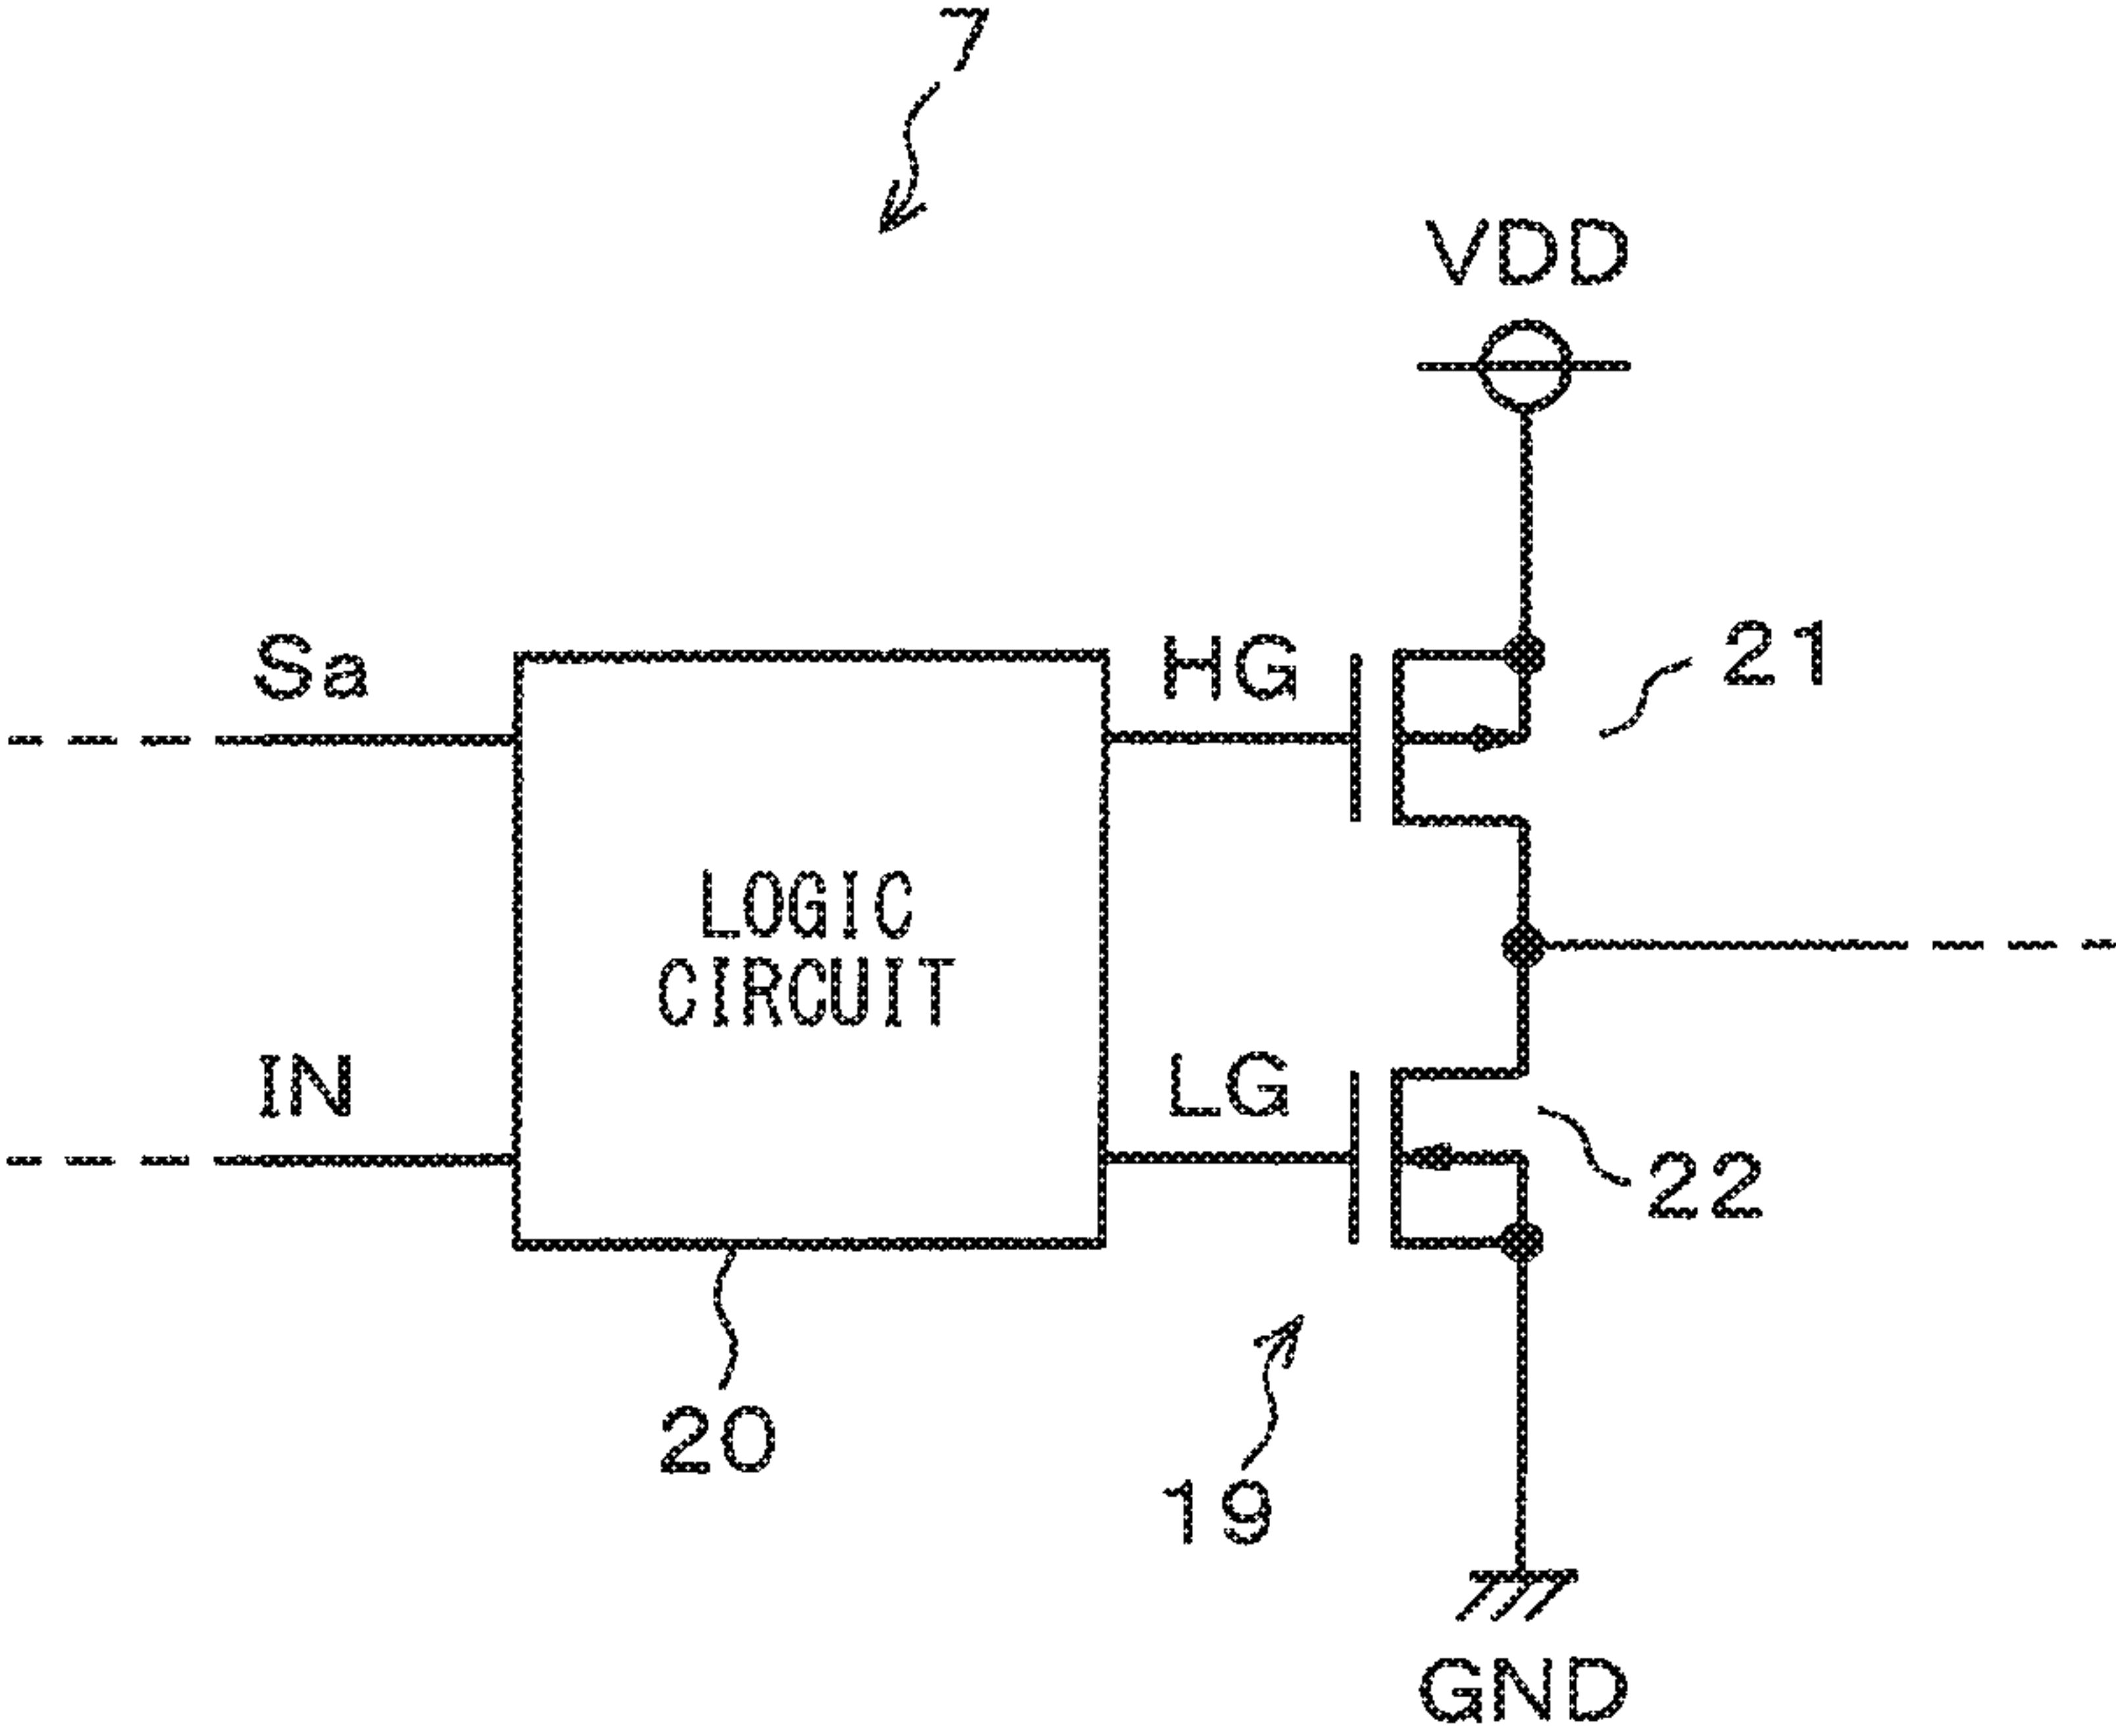 7
VDD
Sa
HG
21
LOGIC
CIRCUIT
IN
LG
22
20
19
GND